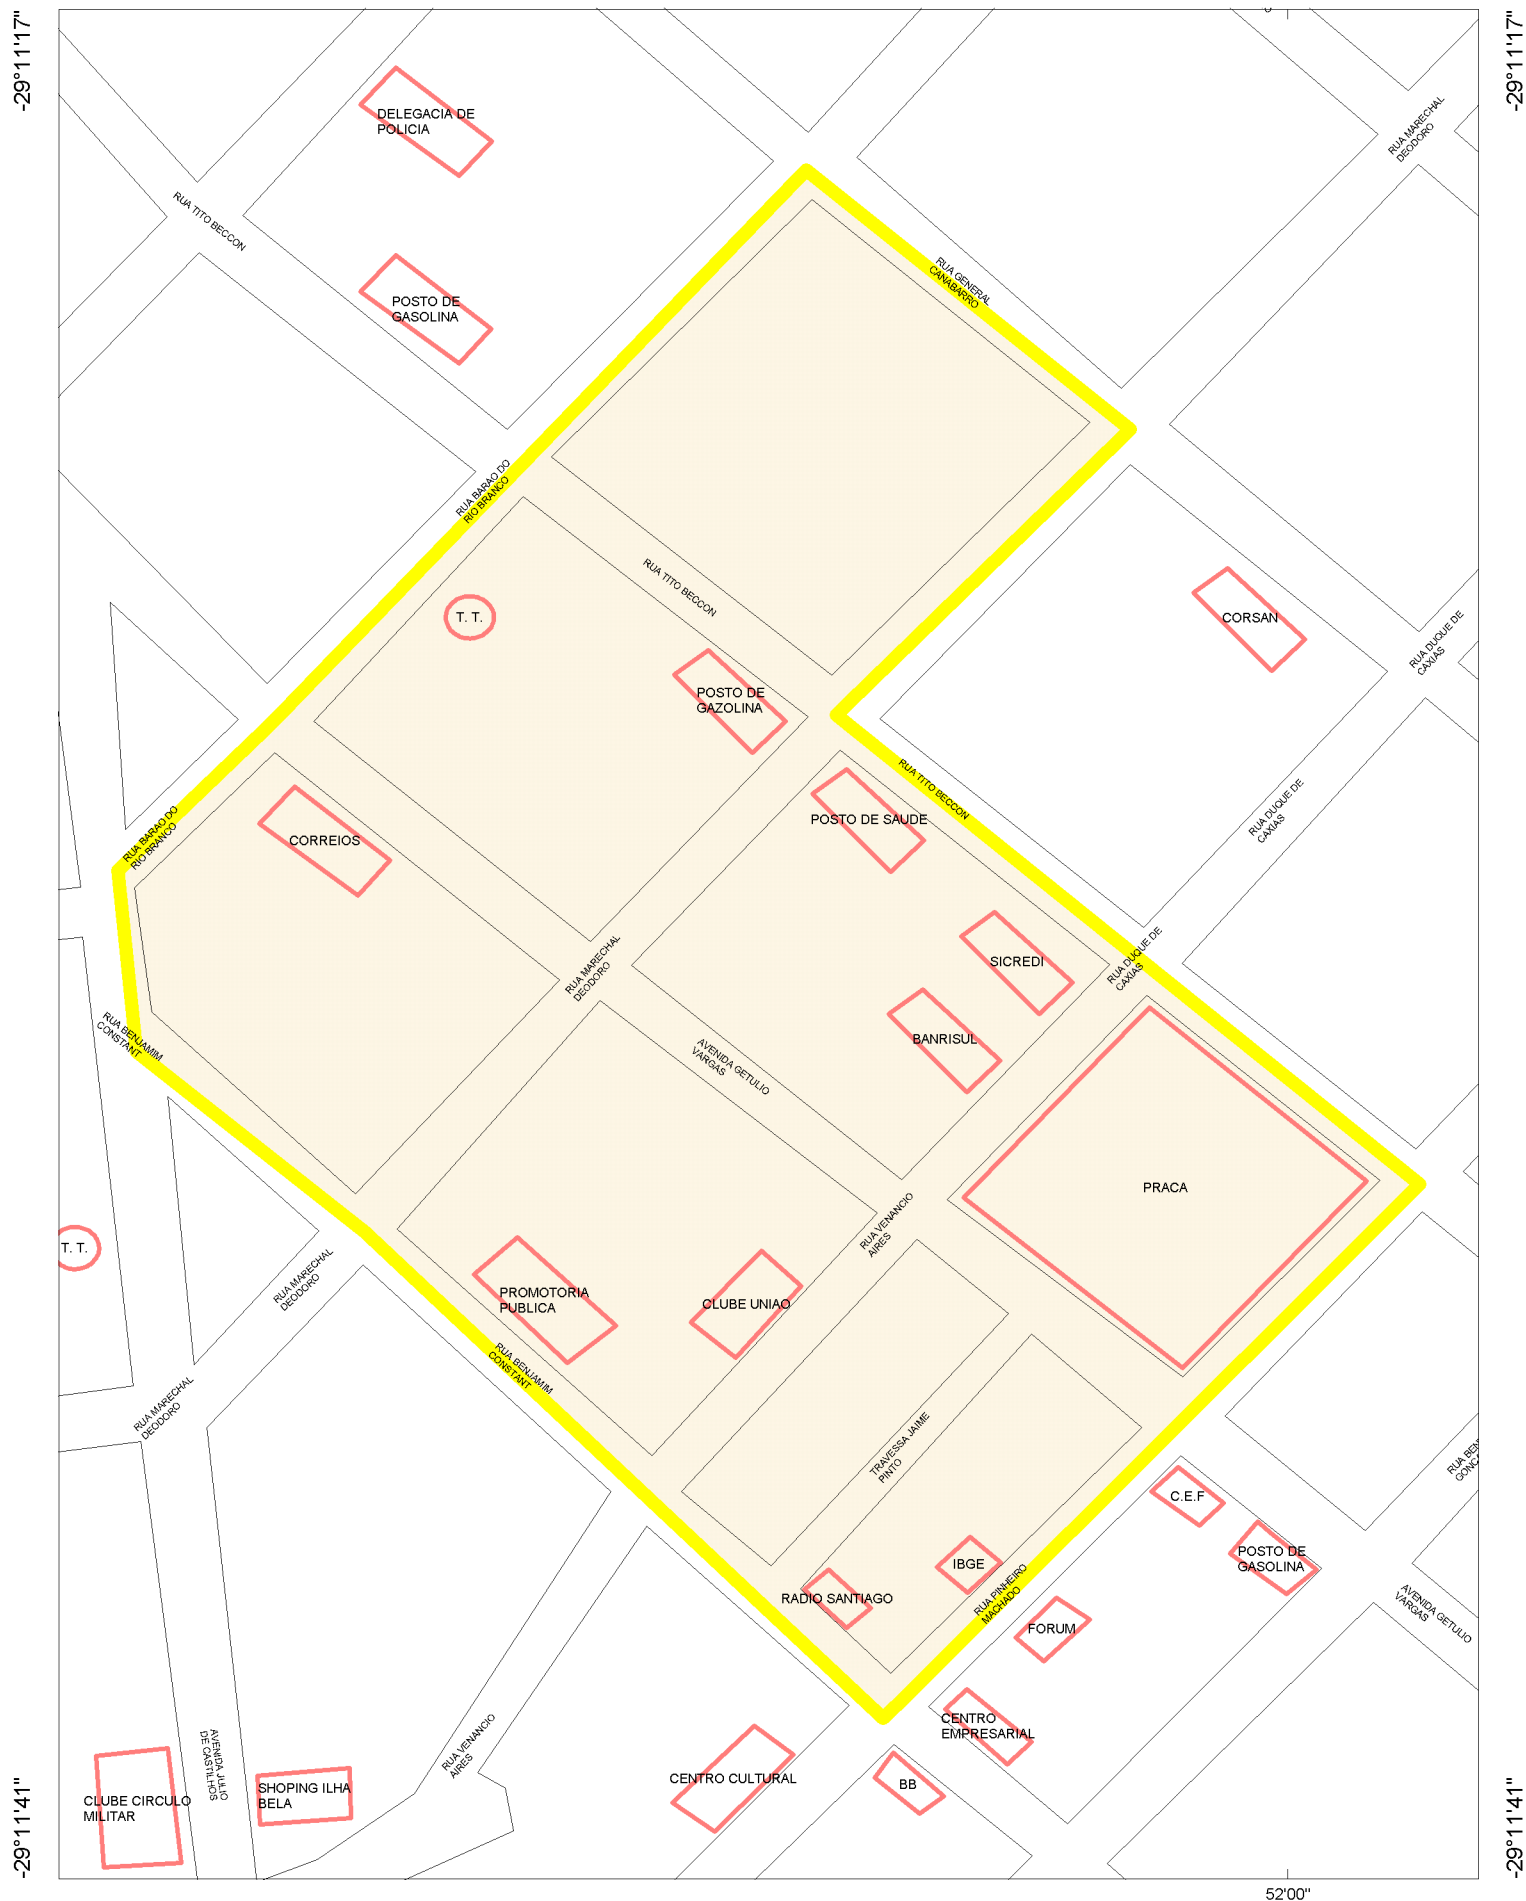 -29°11'17"
-29°11'17"
RUA MARECHAL
DEODORO
DELEGACIA DE
POLICIA
RUA TITO BECCON
RUA GENERAL
CANABARRO
POSTO DE
GASOLINA
RUA BARAO DO
RIO BRANCO
RUA TITO BECCON
T. T.
CORSAN
RUA DUQUE DE
CAXIAS
POSTO DE
GAZOLINA
RUA TITO BECCON
RUA DUQUE DE
CAXIAS
POSTO DE SAUDE
RUA BARAO DO
RIO BRANCO
CORREIOS
RUA MARECHAL
DEODORO
SICREDI
RUA DUQUE DE
CAXIAS
RUA BENJAMIM
CONSTANT
BANRISUL
AVENIDA GETULIO
VARGAS
PRACA
RUA VENANCIO
AIRES
T. T.
RUA MARECHAL
DEODORO
PROMOTORIA
PUBLICA
CLUBE UNIAO
RUA BENJAMIM
CONSTANT
RUA MARECHAL
DEODORO
TRAVESSA JAIME
PINTO
RUA BEN
GONCA
C.E.F
POSTO DE
GASOLINA
IBGE
RADIO SANTIAGO
RUA PINHEIRO
MACHADO
AVENIDA GETULIO
VARGAS
FORUM
CENTRO
EMPRESARIAL
RUA VENANCIO
AIRES
AVENIDA JULIO
DE CASTILHOS
CENTRO CULTURAL
BB
SHOPING ILHA
BELA
CLUBE CIRCULO
MILITAR
-29°11'41"
-29°11'41"
52'00"